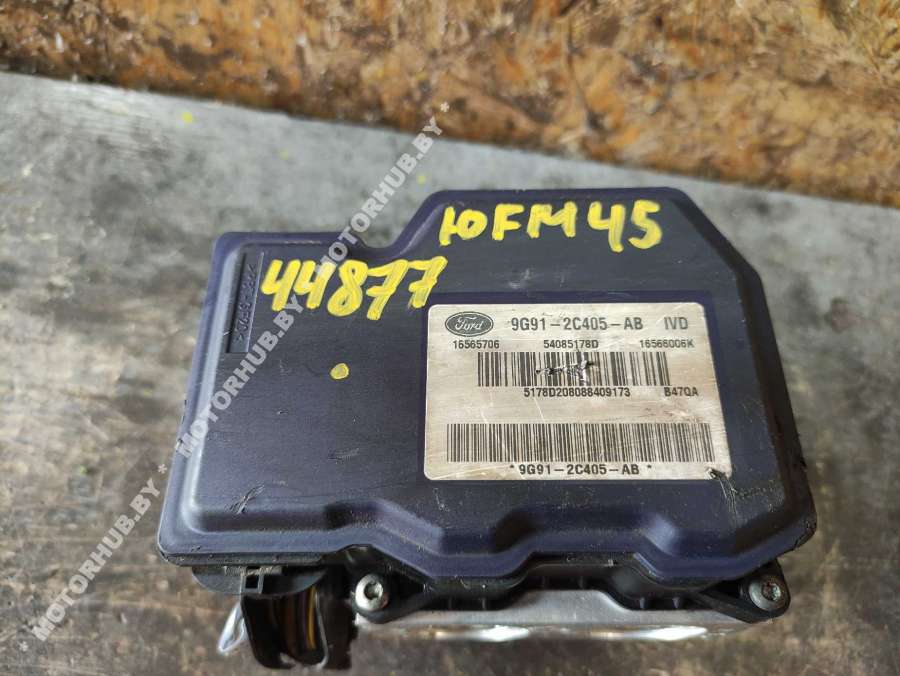 10FM45
44877
Ford 9G91-2C405-AB IVD
16565706 54085178D 16566006K
5178D208088409173 B47QA
*9G91-2C405-AB*
* MOTORHUB.BY * MOTORHUB.BY * MOTORHUB.BY *